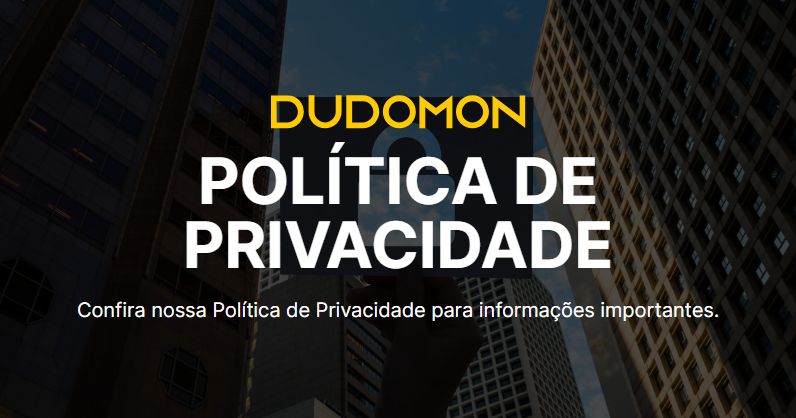 DUDOMON
POLÍTICA DE
PRIVACIDADE
Confira nossa Política de Privacidade para informações importantes.